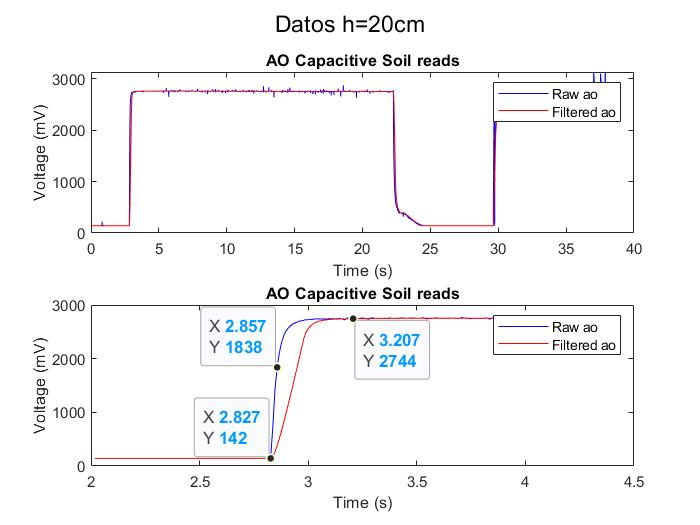 Datos h=20cm
AO Capacitive Soil reads
3000
2000
1000
0
Voltage (mV)
Raw ao
Filtered ao
0 5 10 15 20 25 30 35 40
Time (s)
AO Capacitive Soil reads
3000
2000
1000
0
Voltage (mV)
X 2.857
Y 1838
X 2.827
Y 142
X 3.207
Y 2744
Raw ao
Filtered ao
2 2.5 3 3.5 4 4.5
Time (s)